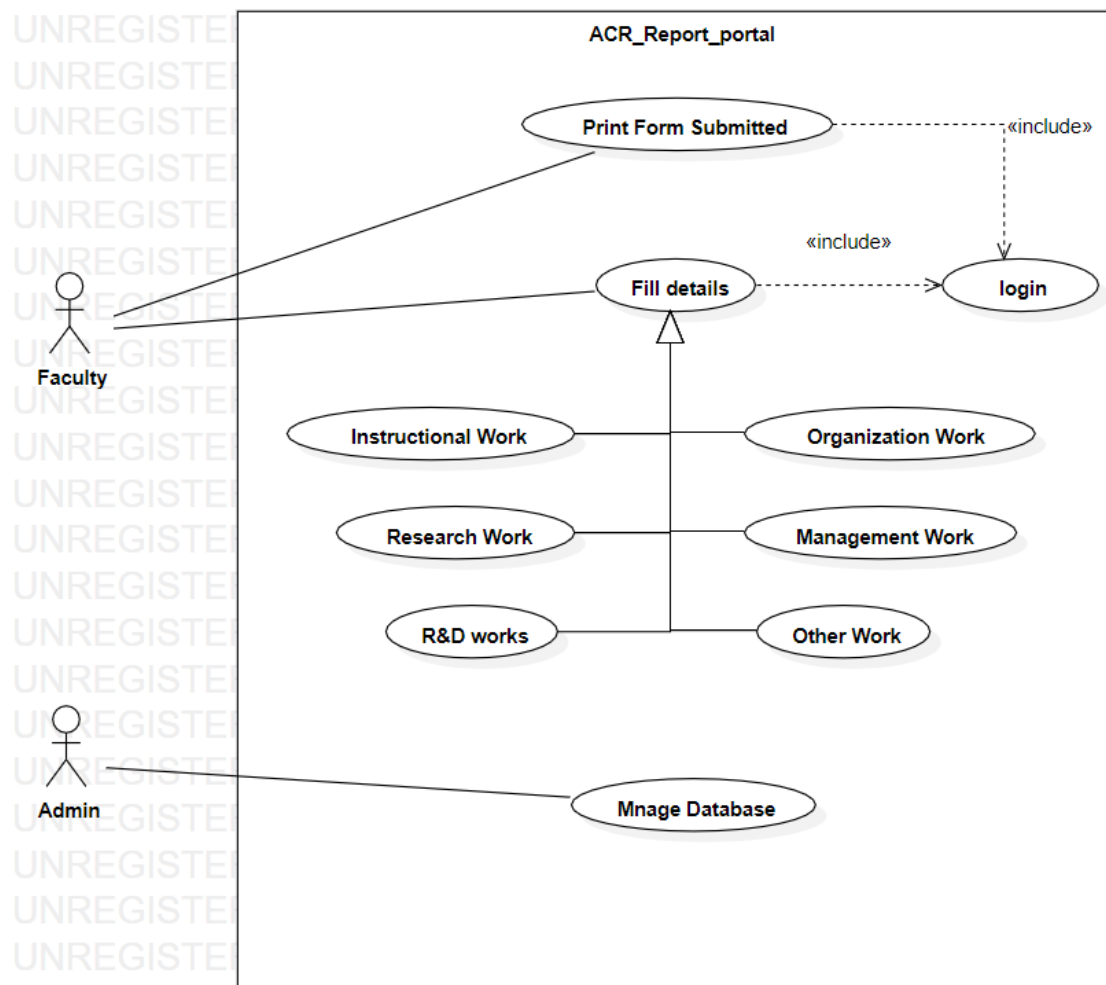 UNREGISTE
ACR_Report_portal
UNREGISTE
Print Form Submitted
«include»
UNREGISTE
UNREGISTE
UNREGISTE
«include»
UNREGISTE
Fill details
login
UNREGISTE
UNREGISTE
Faculty
UNREGISTE
Instructional Work
Organization Work
UNREGISTE
UNREGISTE
Research Work
Management Work
UNREGISTE
UNREGISTE
R&D works
Other Work
UNREGISTE
UNREGISTE
UNREGISTE
UNREGISTE
Admin
Mnage Database
UNREGISTE
UNREGISTE
UNREGISTE
UNREGISTE